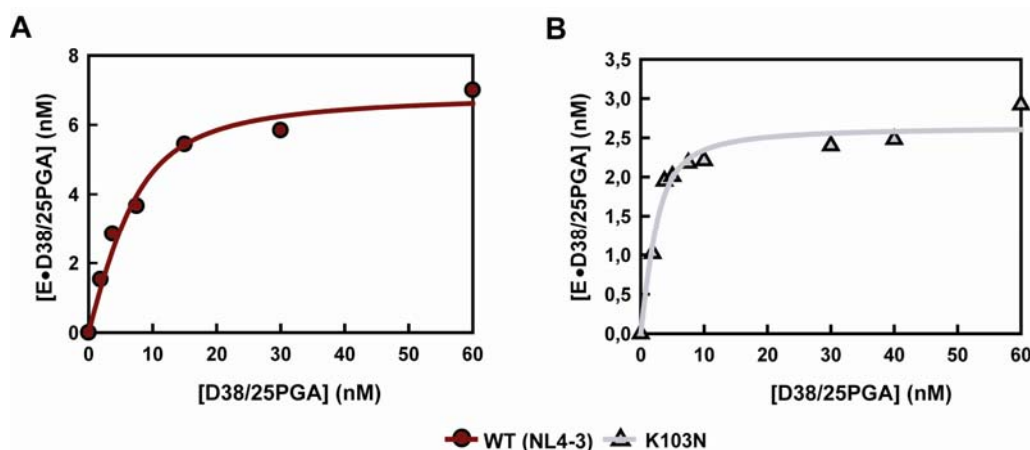 A
B
8
6
4
2
0
[E•D38/25PGA] (nM)
0 10 20 30 40 50 60
[D38/25PGA] (nM)
3,5
3,0
2,5
2,0
1,5
1,0
0,5
0,0
[E•D38/25PGA] (nM)
0 10 20 30 40 50 60
[D38/25PGA] (nM)
WT (NL4-3) K103N